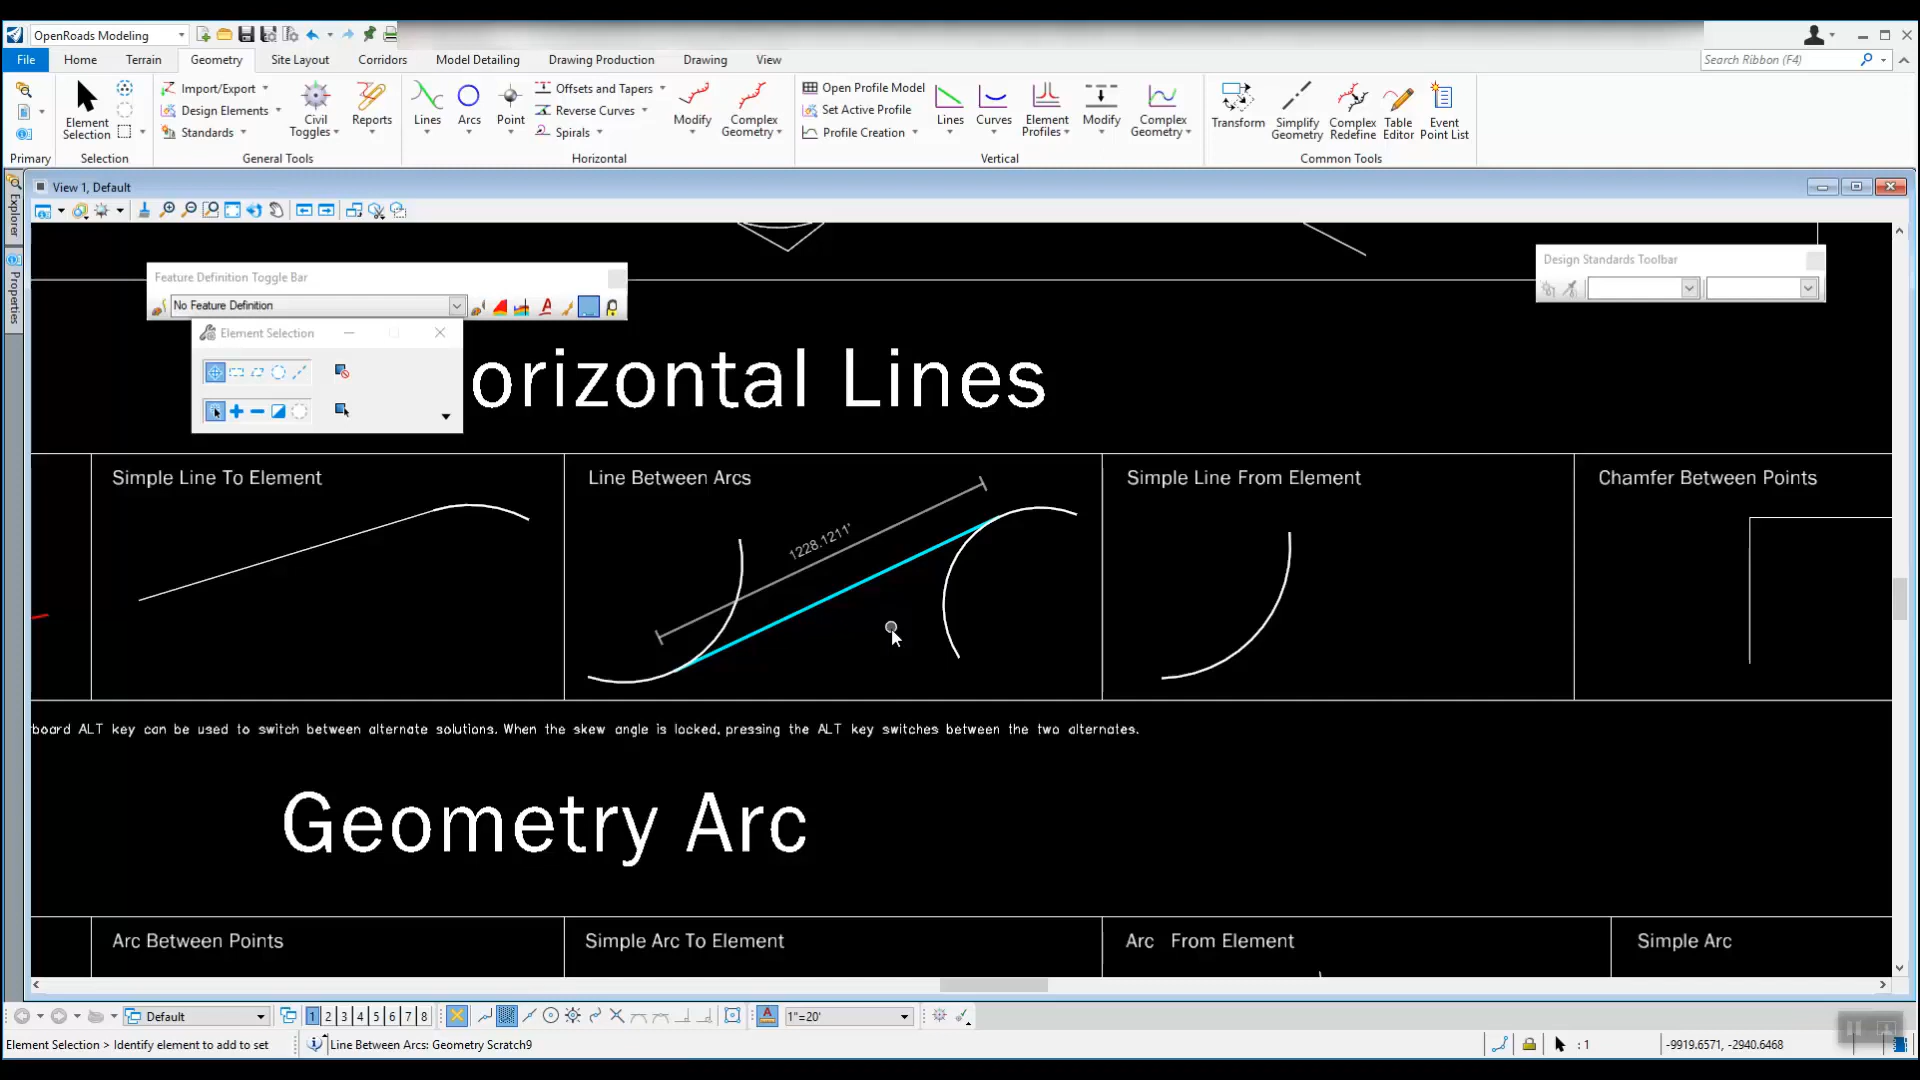 OpenRoads Modeling
File Home Terrain Geometry Site Layout Corridors Model Detailing Drawing Production Drawing View Search Ribbon (F4)
Import/Export Offsets and Tapers Open Profile Model
Design Elements Reverse Curves Set Active Profile
Standards Spirals Profile Creation
Element Selection
Civil Toggles
Reports
Lines
Arcs
Point
Modify
Complex Geometry
Lines
Curves
Element Profiles
Modify
Complex Geometry
Transform
Simplify Geometry
Complex Redefine
Table Editor
Event Point List
Primary Selection General Tools Horizontal Vertical Common Tools
View 1, Default
Explorer
Properties
Feature Definition Toggle Bar
No Feature Definition
Design Standards Toolbar
Element Selection
orizontal Lines
Simple Line To Element
Line Between Arcs
Simple Line From Element
Chamfer Between Points
1228.1211'
board ALT key can be used to switch between alternate solutions. When the skew angle is locked, pressing the ALT key switches between the two alternates.
Geometry Arc
Arc Between Points
Simple Arc To Element
Arc From Element
Simple Arc
Default 1 2 3 4 5 6 7 8 1"=20'
Element Selection > Identify element to add to set Line Between Arcs: Geometry Scratch9 : 1 -9919.6571, -2940.6468